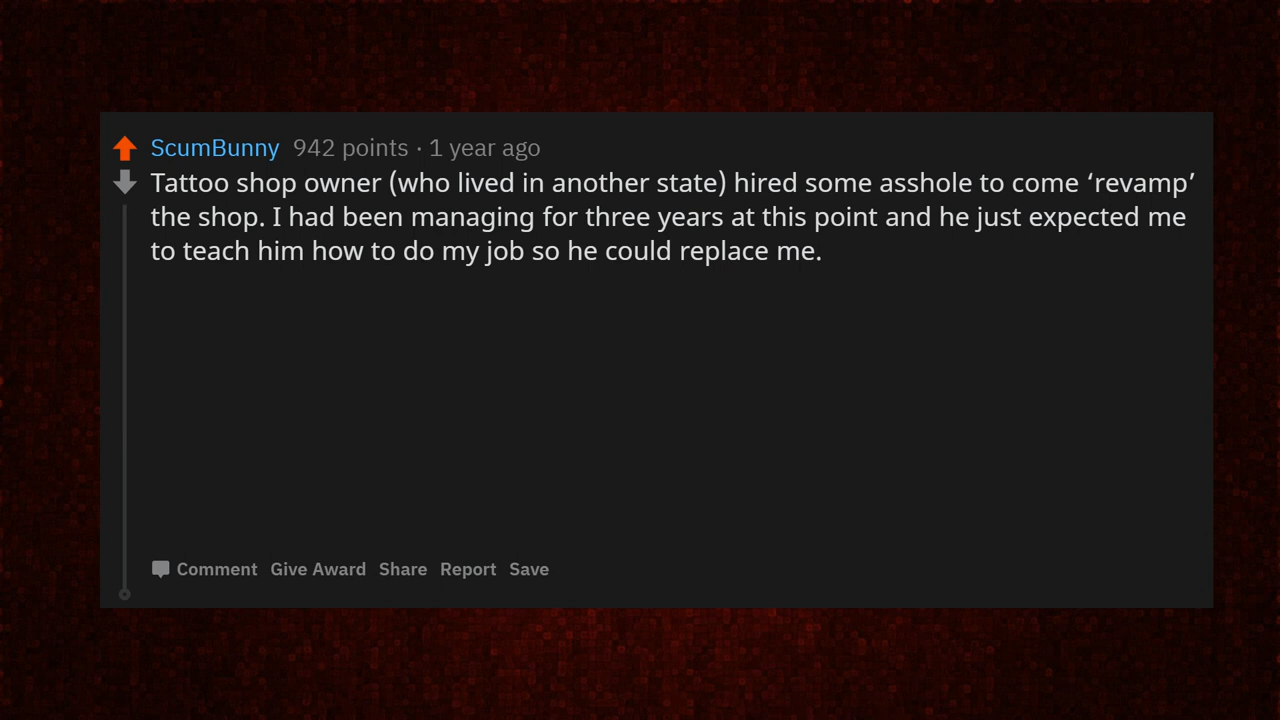 ScumBunny 942 points · 1 year ago
Tattoo shop owner (who lived in another state) hired some asshole to come ‘revamp’
the shop. I had been managing for three years at this point and he just expected me
to teach him how to do my job so he could replace me.
Comment Give Award Share Report Save